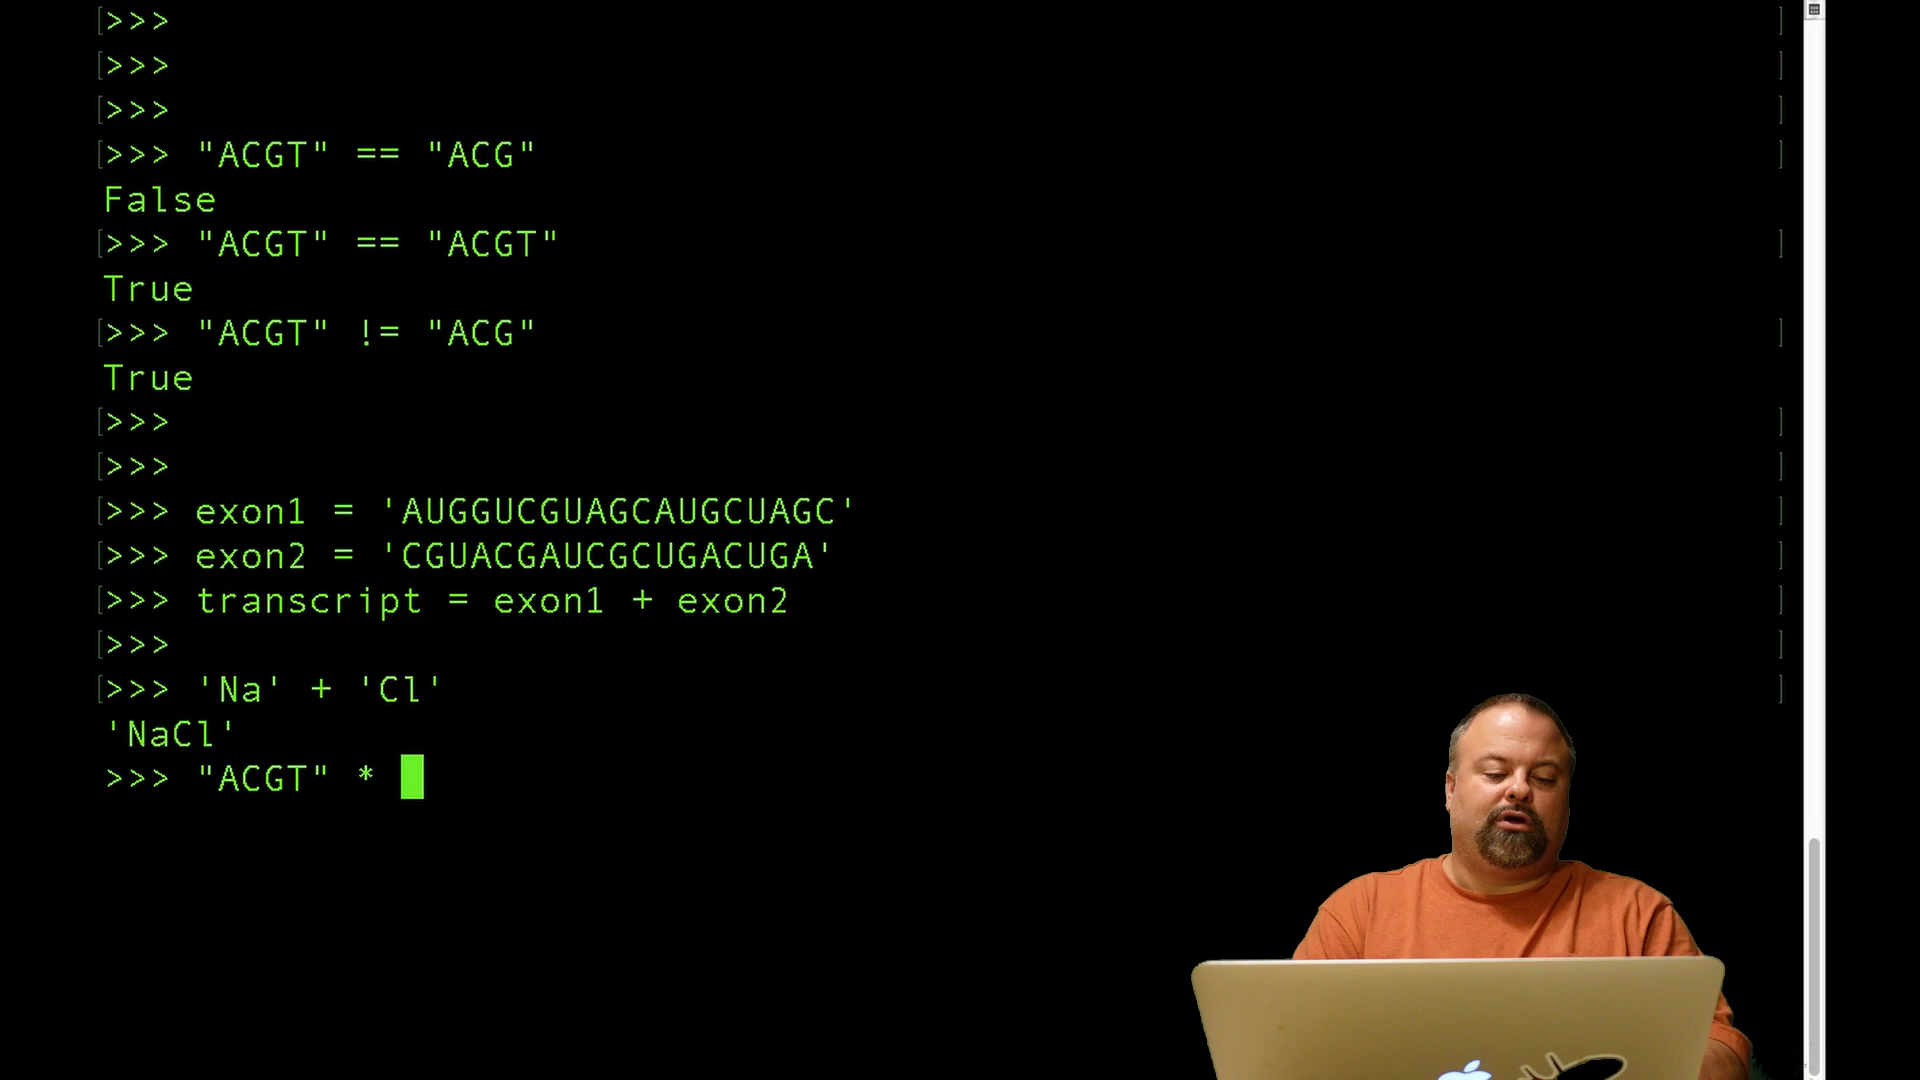 >>>
>>>
>>>
>>> "ACGT" == "ACG"
False
>>> "ACGT" == "ACGT"
True
>>> "ACGT" != "ACG"
True
>>>
>>>
>>> exon1 = 'AUGGUCGUAGCAUGCUAGC'
>>> exon2 = 'CGUACGAUCGCUGACUGA'
>>> transcript = exon1 + exon2
>>>
>>> 'Na' + 'Cl'
'NaCl'
>>> "ACGT" *